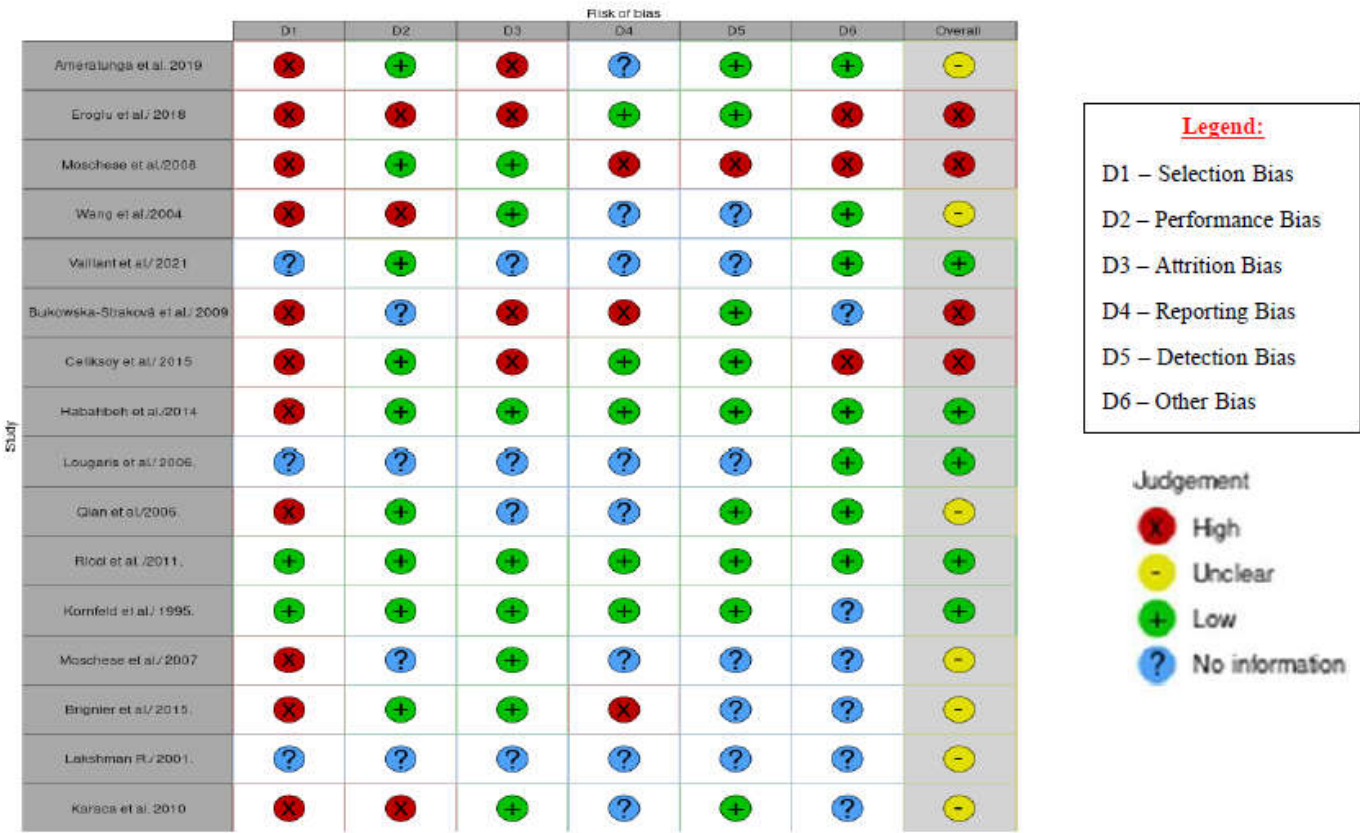 Risk of bias
D1 D2 D3 D4 D5 D6 Overall
Ameratunga et al. 2019 X + X ? + + -
Eroglu et al./ 2018 X X X + + X X
Moschese et al./2008 X + + X X X X
Wang et al./2004 X X + ? ? + -
Vaillant et al./ 2021 ? + ? ? ? + +
Bukowska-Straková et al./ 2009 X ? X X + ? X
Celiksoy et al./ 2015 X + X + + X X
Habahbeh et al./2014 X + + + + + +
Lougaris et al./ 2006. ? ? ? ? ? + +
Qian et al./2006. X + ? ? + + -
Ricci et al. /2011. + + + + + + +
Kornfeld et al./ 1995. + + + + + ? +
Moschese et al./ 2007 X ? + ? ? ? -
Brignier et al./ 2015. X + + X ? ? -
Lakshman R./ 2001. ? ? ? ? ? ? -
Karaca et al. 2010 X X + ? + ? -
Study
Legend:
D1 – Selection Bias
D2 – Performance Bias
D3 – Attrition Bias
D4 – Reporting Bias
D5 – Detection Bias
D6 – Other Bias
Judgement
X High
- Unclear
+ Low
? No information